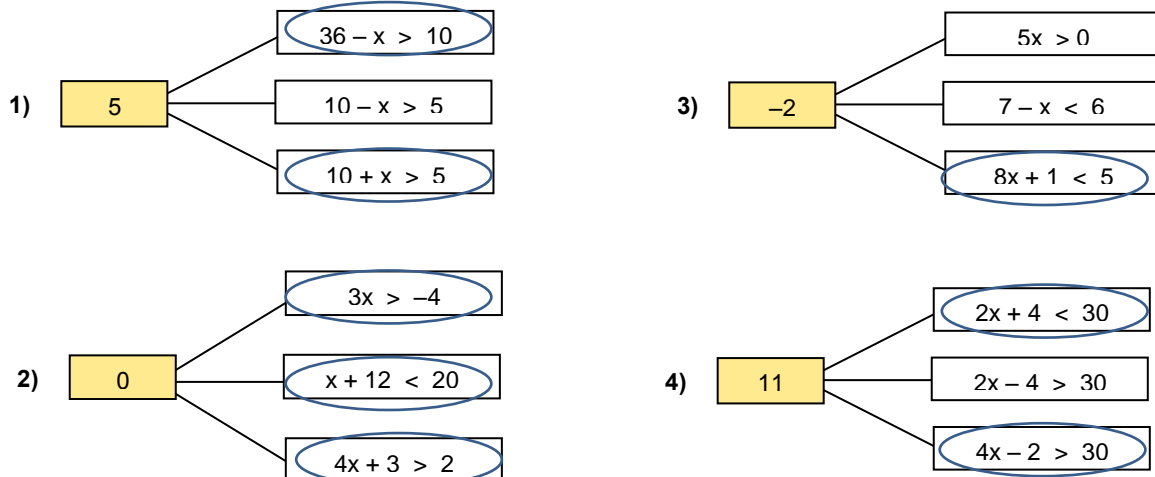 1)
5
36 – x > 10
10 – x > 5
10 + x > 5
2)
0
3x > –4
x + 12 < 20
4x + 3 > 2
3)
–2
5x > 0
7 – x < 6
8x + 1 < 5
4)
11
2x + 4 < 30
2x – 4 > 30
4x – 2 > 30